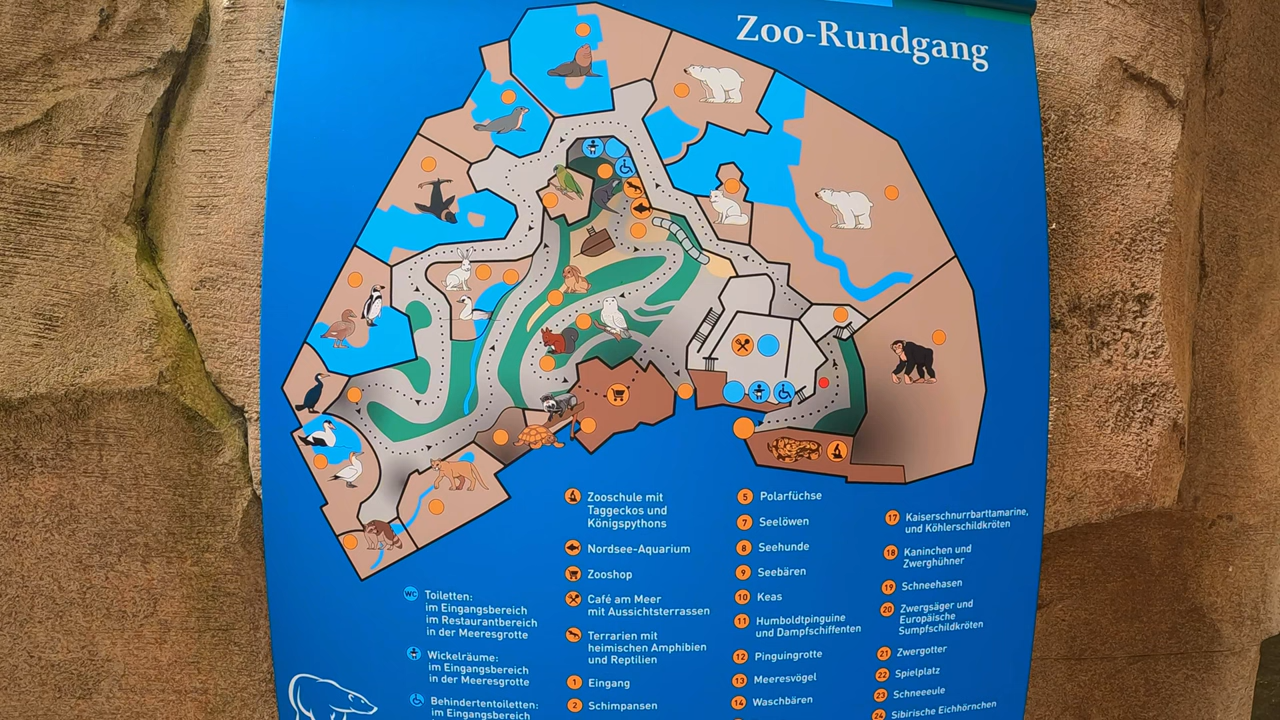 Zoo-Rundgang
WC
Toiletten:
im Eingangsbereich
im Restaurantbereich
in der Meeresgrotte
Wickelräume:
im Eingangsbereich
in der Meeresgrotte
Behindertentoiletten:
im Eingangsbereich
Zooschule mit
Taggeckos und
Königspythons
Nordsee-Aquarium
Zooshop
Café am Meer
mit Aussichtsterrassen
Terrarien mit
heimischen Amphibien
und Reptilien
1 Eingang
2 Schimpansen
5 Polarfüchse
7 Seelöwen
8 Seehunde
9 Seebären
10 Keas
11 Humboldtpinguine
und Dampfschiffenten
12 Pinguingrotte
13 Meeresvögel
14 Waschbären
17 Kaiserschnurrbarttamarine,
und Köhlerschildkröten
18 Kaninchen und
Zwerghühner
19 Schneehasen
20 Zwergsäger und
Europäische
Sumpfschildkröten
21 Zwergotter
22 Spielplatz
23 Schneeeule
24 Sibirische Eichhörnchen